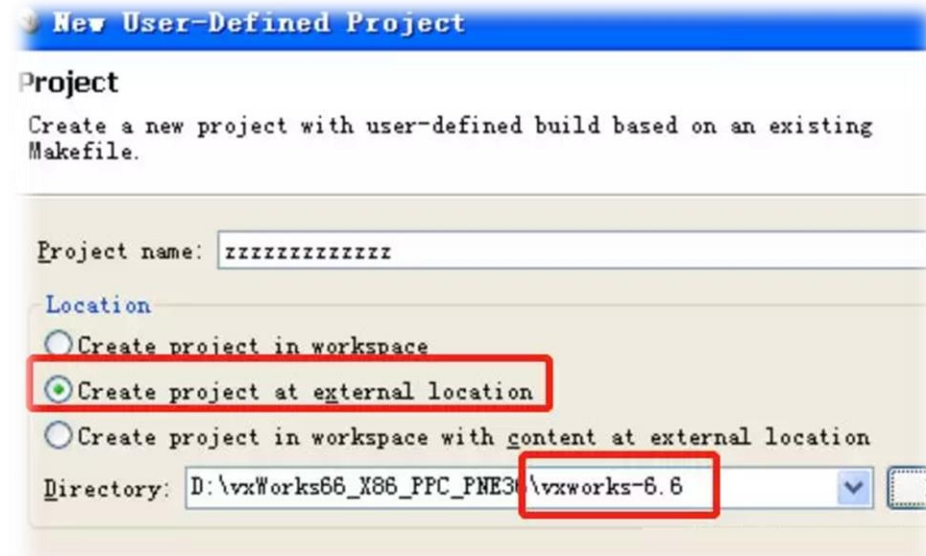 New User-Defined Project
Project
Create a new project with user-defined build based on an existing
Makefile.
Project name: zzzzzzzzzzzzz
Location
Create project in workspace
Create project at external location
Create project in workspace with content at external location
Directory: D:\vxWorks66_X86_PPC_PNE36\vxworks-6.6